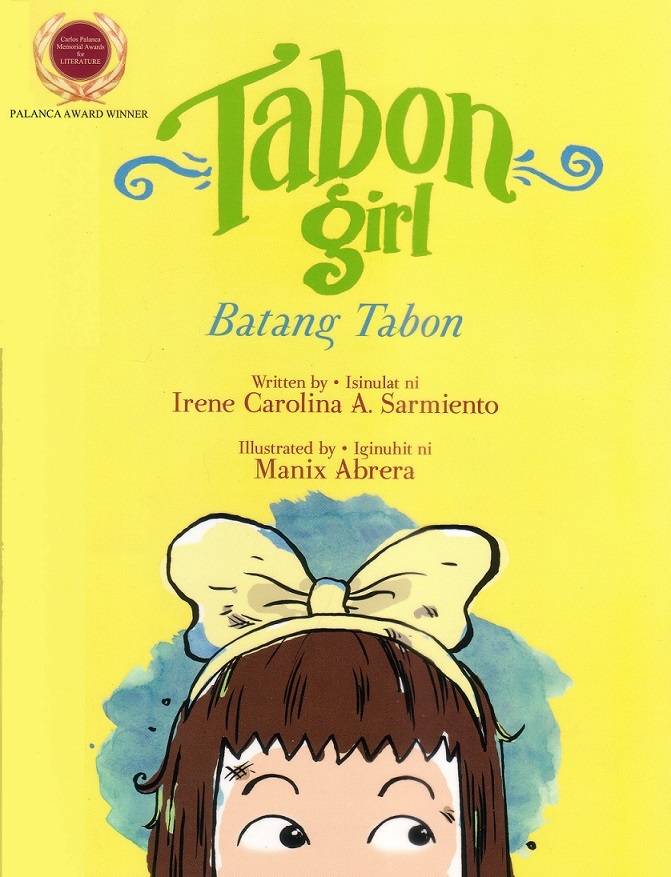 Carlos Palanca
Memorial Awards
for
LITERATURE
PALANCA AWARD WINNER
Tabon
girl
Batang Tabon
Written by • Isinulat ni
Irene Carolina A. Sarmiento
Illustrated by • Iginuhit ni
Manix Abrera